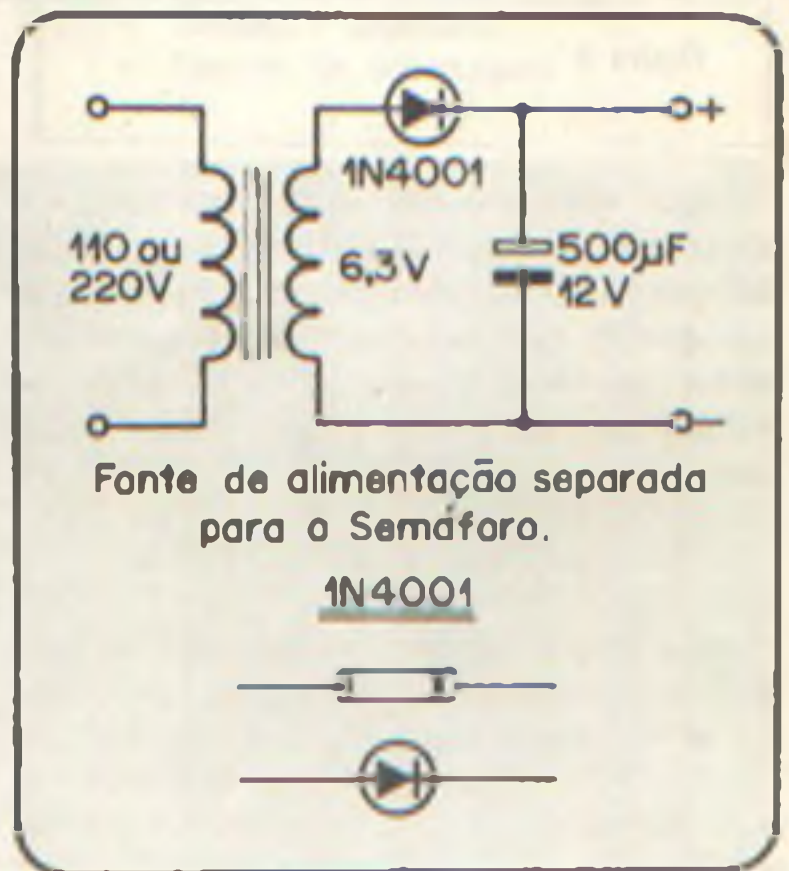 1N4001
110 ou
220V
6,3V
500µF
12V
+
-
Fonte de alimentação separada
para o Semáforo.
1N4001